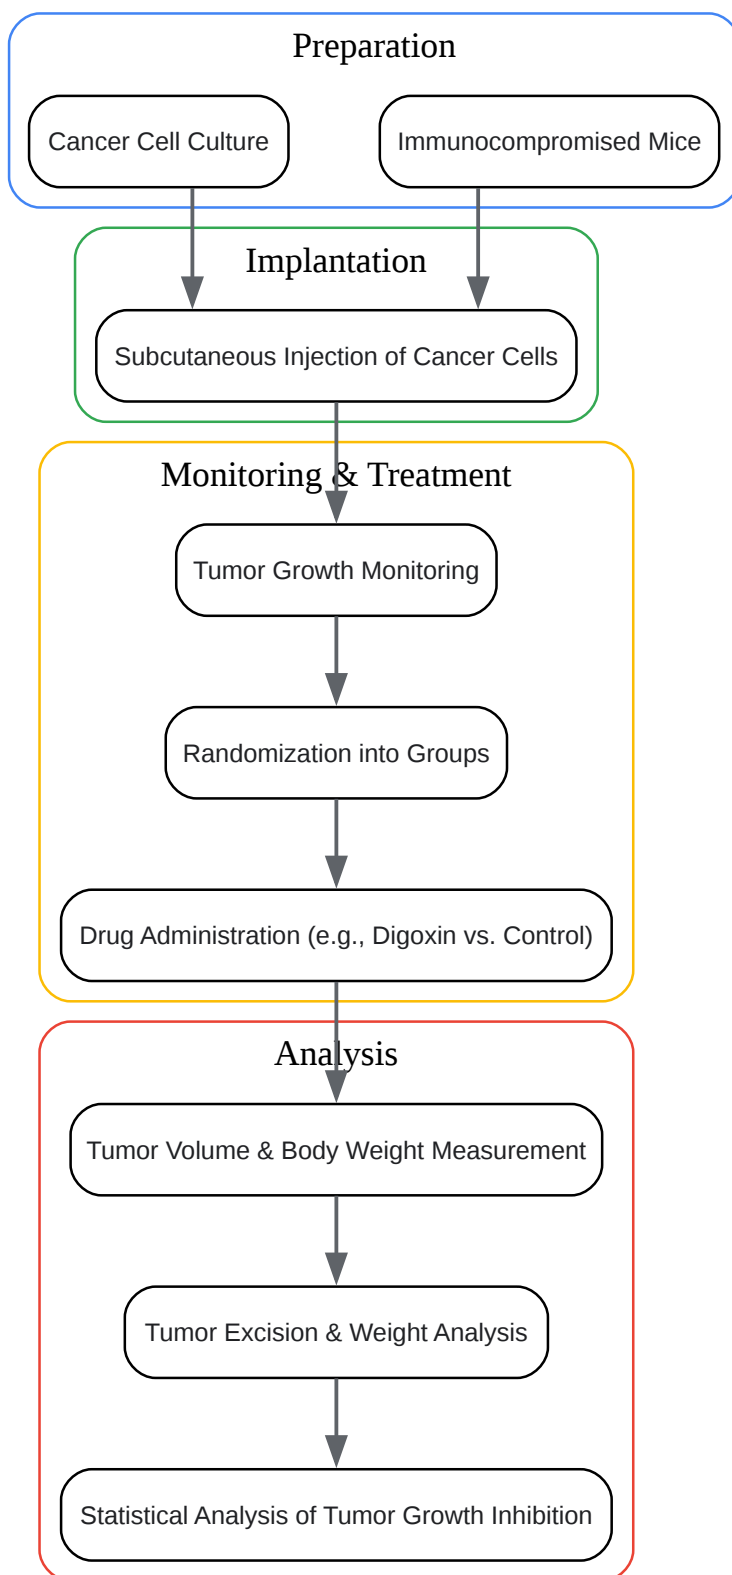 Preparation
Cancer Cell Culture
Immunocompromised Mice
Implantation
Subcutaneous Injection of Cancer Cells
Monitoring & Treatment
Tumor Growth Monitoring
Randomization into Groups
Drug Administration (e.g., Digoxin vs. Control)
Analysis
Tumor Volume & Body Weight Measurement
Tumor Excision & Weight Analysis
Statistical Analysis of Tumor Growth Inhibition